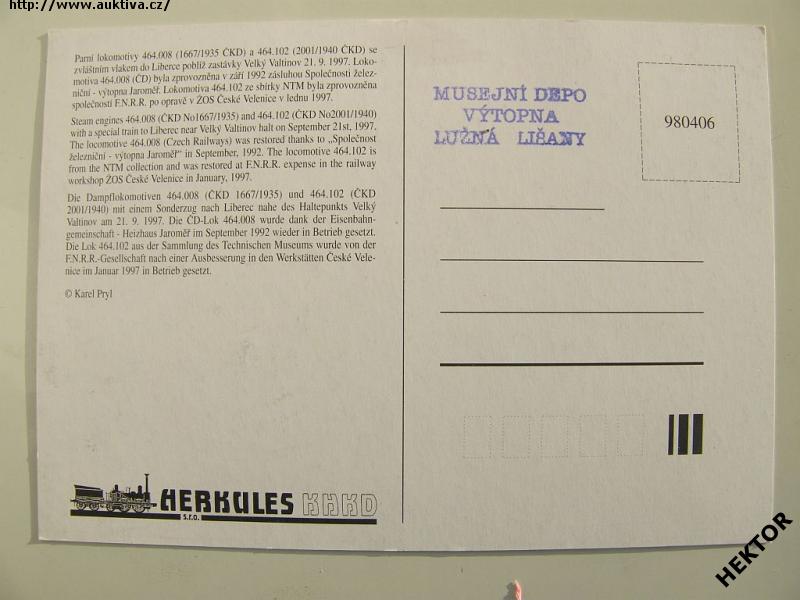 http://www.auktiva.cz/
Parní lokomotivy 464.008 (1667/1935 ČKD) a 464.102 (2001/1940 ČKD) se
zvláštním vlakem do Liberce poblíž zastávky Velký Valtinov 21. 9. 1997. Loko-
motiva 464.008 (ČD) byla zprovozněna v září 1992 zásluhou Společnosti želez-
niční - výtopna Jaroměř. Lokomotiva 464.102 ze sbírky NTM byla zprovozněna
společností F.N.R.R. po opravě v ŽOS České Velenice v lednu 1997.
Steam engines 464.008 (ČKD No1667/1935) and 464.102 (ČKD No2001/1940)
with a special train to Liberec near Velký Valtinov halt on September 21st, 1997.
The locomotive 464.008 (Czech Railways) was restored thanks to „Společnost
železniční - výtopna Jaroměř" in September, 1992. The locomotive 464.102 is
from the NTM collection and was restored at F.N.R.R. expense in the railway
workshop ŽOS České Velenice in January, 1997.
Die Dampflokomotiven 464.008 (ČKD 1667/1935) und 464.102 (ČKD
2001/1940) mit einem Sonderzug nach Liberec nahe des Haltepunkts Velký
Valtinov am 21. 9. 1997. Die ČD-Lok 464.008 wurde dank der Eisenbahn-
gemeinschaft - Heizhaus Jaroměř im September 1992 wieder in Betrieb gesetzt.
Die Lok 464.102 aus der Sammlung des Technischen Museums wurde von der
F.N.R.R.-Gesellschaft nach einer Ausbesserung in den Werkstätten České Vele-
nice im Januar 1997 in Betrieb gesetzt.
© Karel Pryl
HERKULES KHKD
s.r.o.
MUSEJNÍ DEPO
VÝTOPNA
LUŽNÁ LIŠANY
980406
HEKTOR